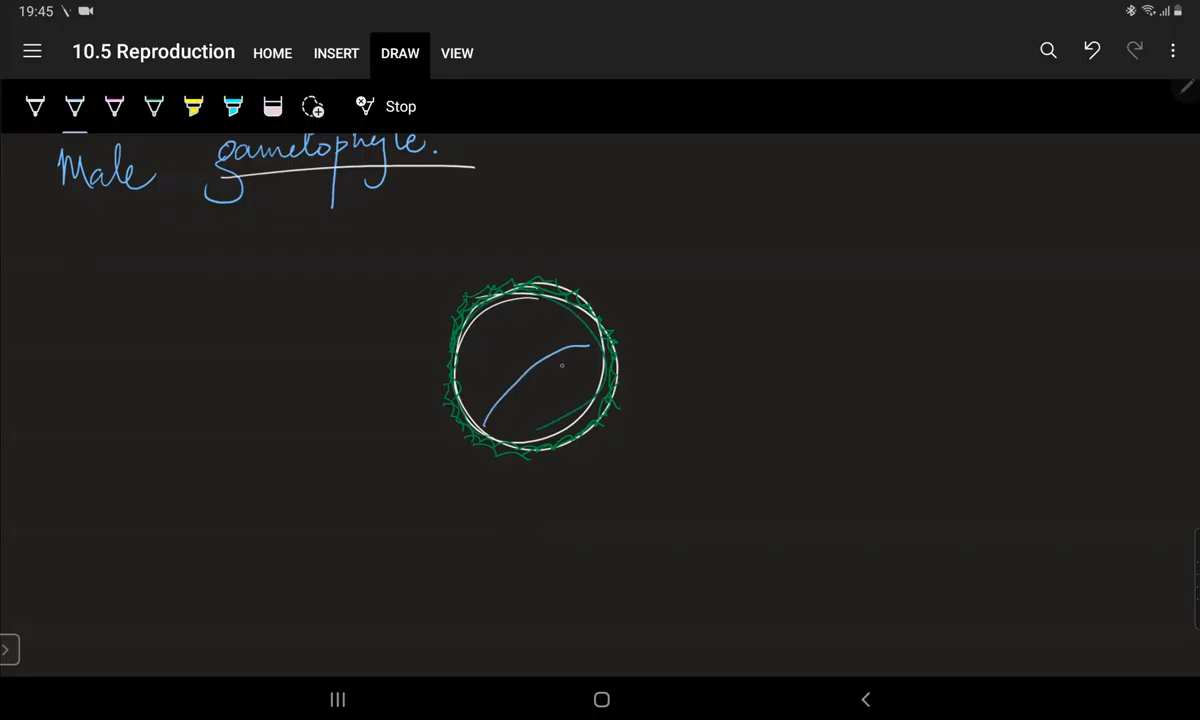 19:45
10.5 Reproduction HOME INSERT DRAW VIEW
Stop
Male gametophyte.